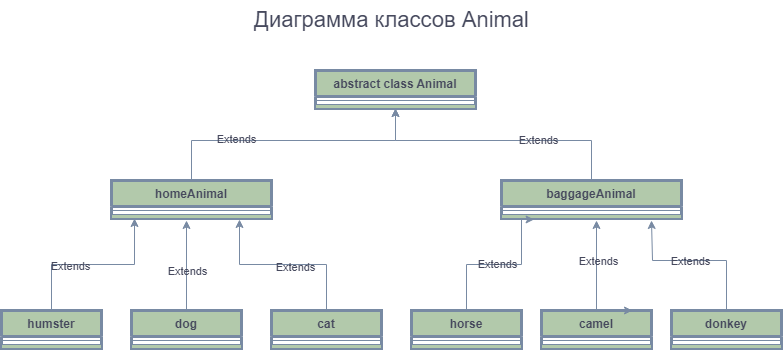 Диаграмма классов Animal
abstract class Animal
Extends
Extends
homeAnimal
baggageAnimal
Extends
Extends
Extends
Extends
Extends
Extends
humster
dog
cat
horse
camel
donkey